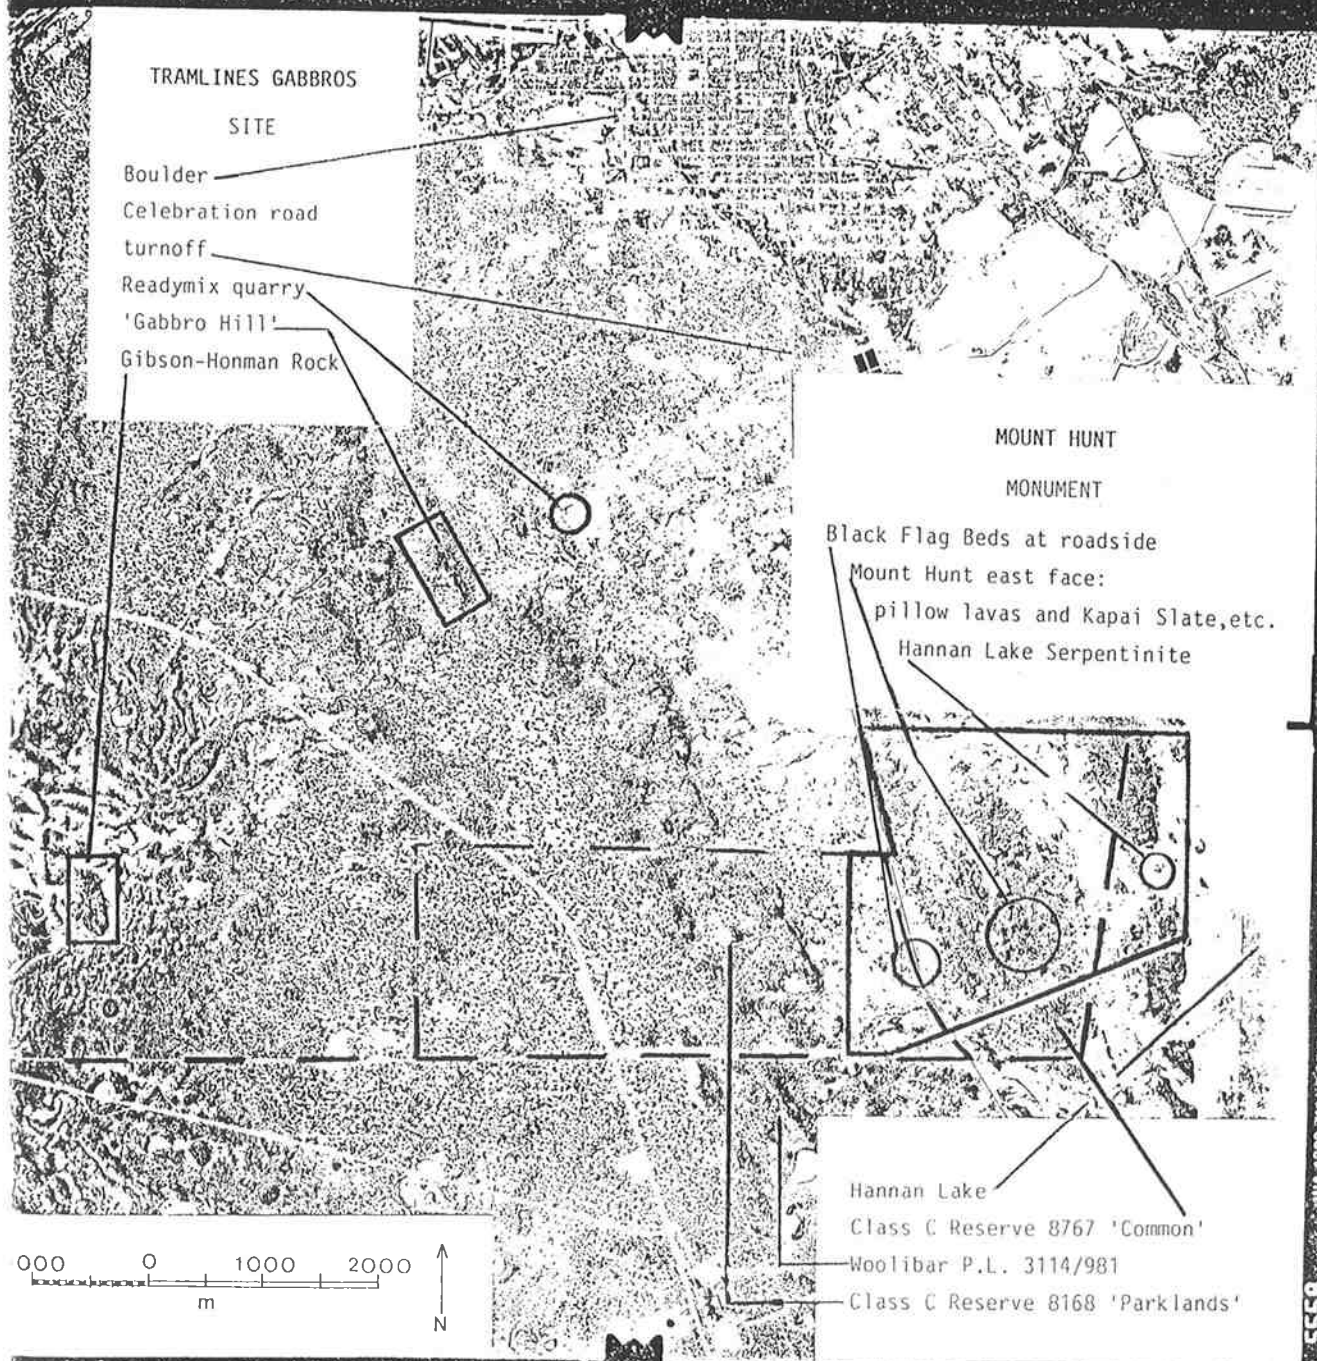 TRAMLINES GABBROS
SITE
Boulder
Celebration road
turnoff
Readymix quarry
'Gabbro Hill'
Gibson-Honman Rock
MOUNT HUNT
MONUMENT
Black Flag Beds at roadside
Mount Hunt east face:
pillow lavas and Kapai Slate,etc.
Hannan Lake Serpentinite
Hannan Lake
Class C Reserve 8767 'Common'
Woolibar P.L. 3114/981
Class C Reserve 8168 'Parklands'
000 0 1000 2000
m
N